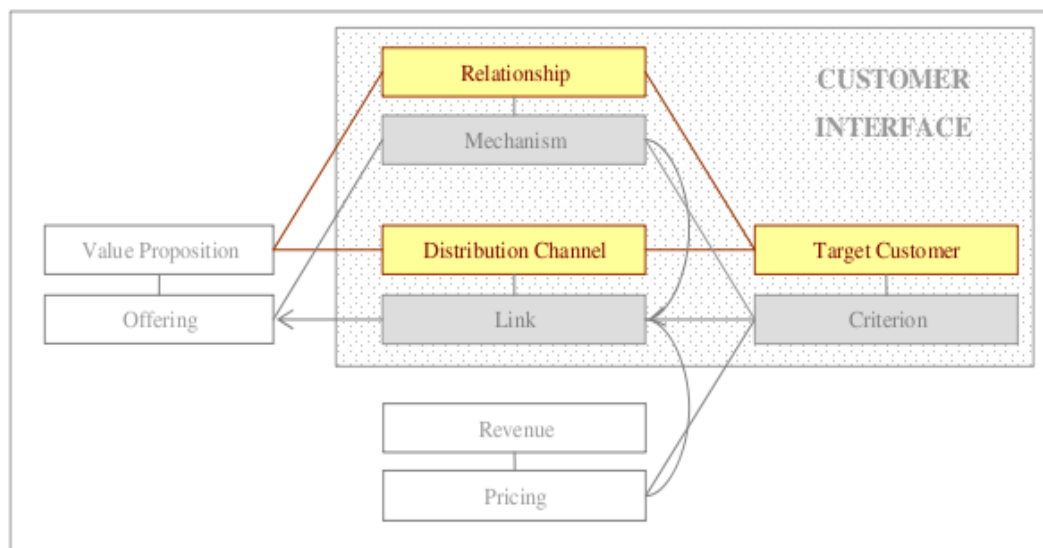 Relationship
CUSTOMER
INTERFACE
Mechanism
Value Proposition
Distribution Channel
Target Customer
Offering
Link
Criterion
Revenue
Pricing